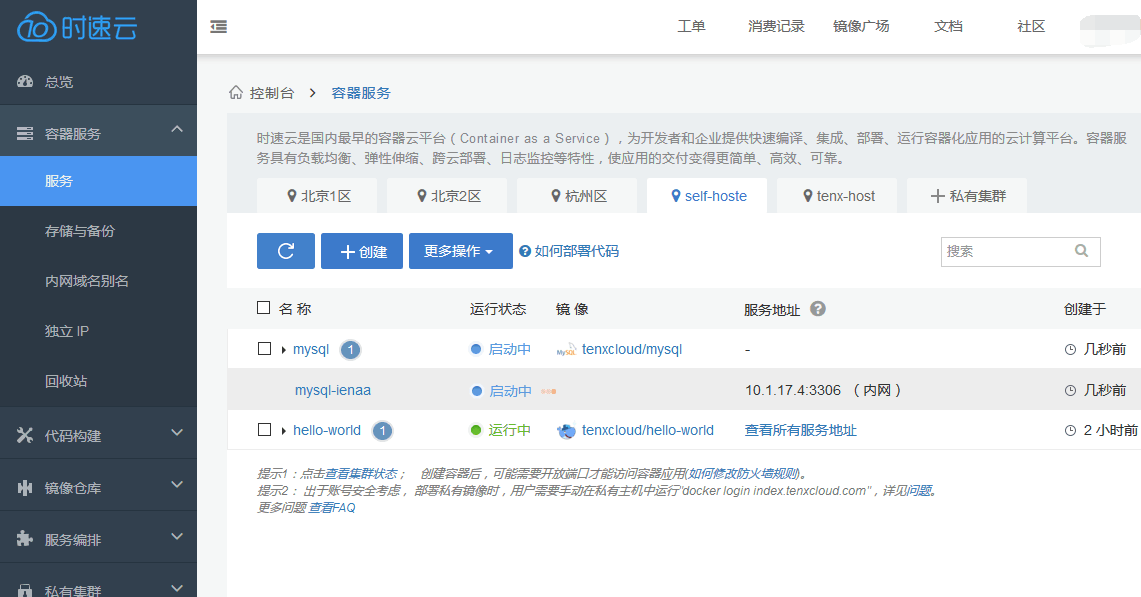 时速云
工单 消费记录 镜像广场 文档 社区
总览
容器服务
服务
存储与备份
内网域名别名
独立 IP
回收站
代码构建
镜像仓库
服务编排
私有集群
控制台 > 容器服务
时速云是国内最早的容器云平台（Container as a Service），为开发者和企业提供快速编译、集成、部署、运行容器化应用的云计算平台。容器服
务具有负载均衡、弹性伸缩、跨云部署、日志监控等特性，使应用的交付变得更简单、高效、可靠。
北京1区 北京2区 杭州区 self-hoste tenx-host 私有集群
创建 更多操作 如何部署代码 搜索
名 称 运行状态 镜 像 服务地址 创建于
mysql 1 启动中 tenxcloud/mysql - 几秒前
mysql-ienaa 启动中 10.1.17.4:3306 （内网） 几秒前
hello-world 1 运行中 tenxcloud/hello-world 查看所有服务地址 2 小时前
提示1：点击查看集群状态； 创建容器后，可能需要开放端口才能访问容器应用(如何修改防火墙规则)。
提示2： 出于账号安全考虑， 部署私有镜像时，用户需要手动在私有主机中运行"docker login index.tenxcloud.com"，详见问题。
更多问题 查看FAQ